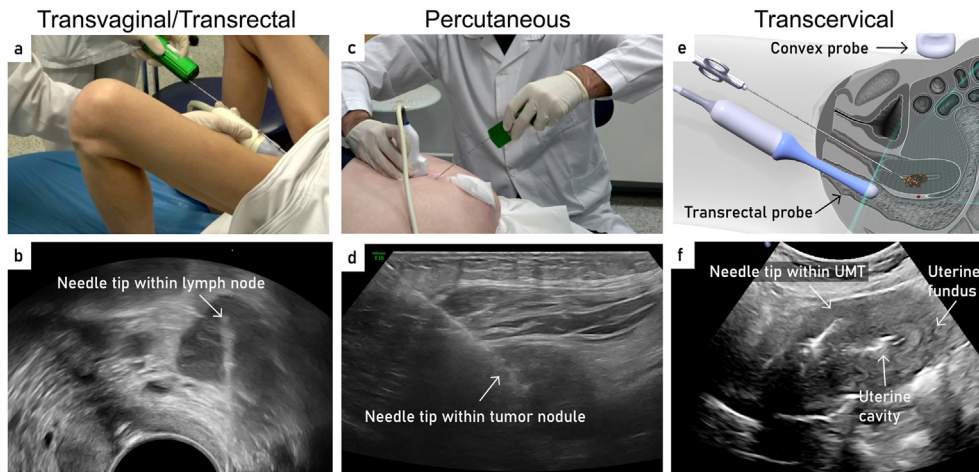 Transvaginal/Transrectal
Percutaneous
Transcervical
a
c
e
Convex probe
Transrectal probe
b
Needle tip within lymph node
d
Needle tip within tumor nodule
f
Needle tip within UMT
Uterine
fundus
Uterine
cavity